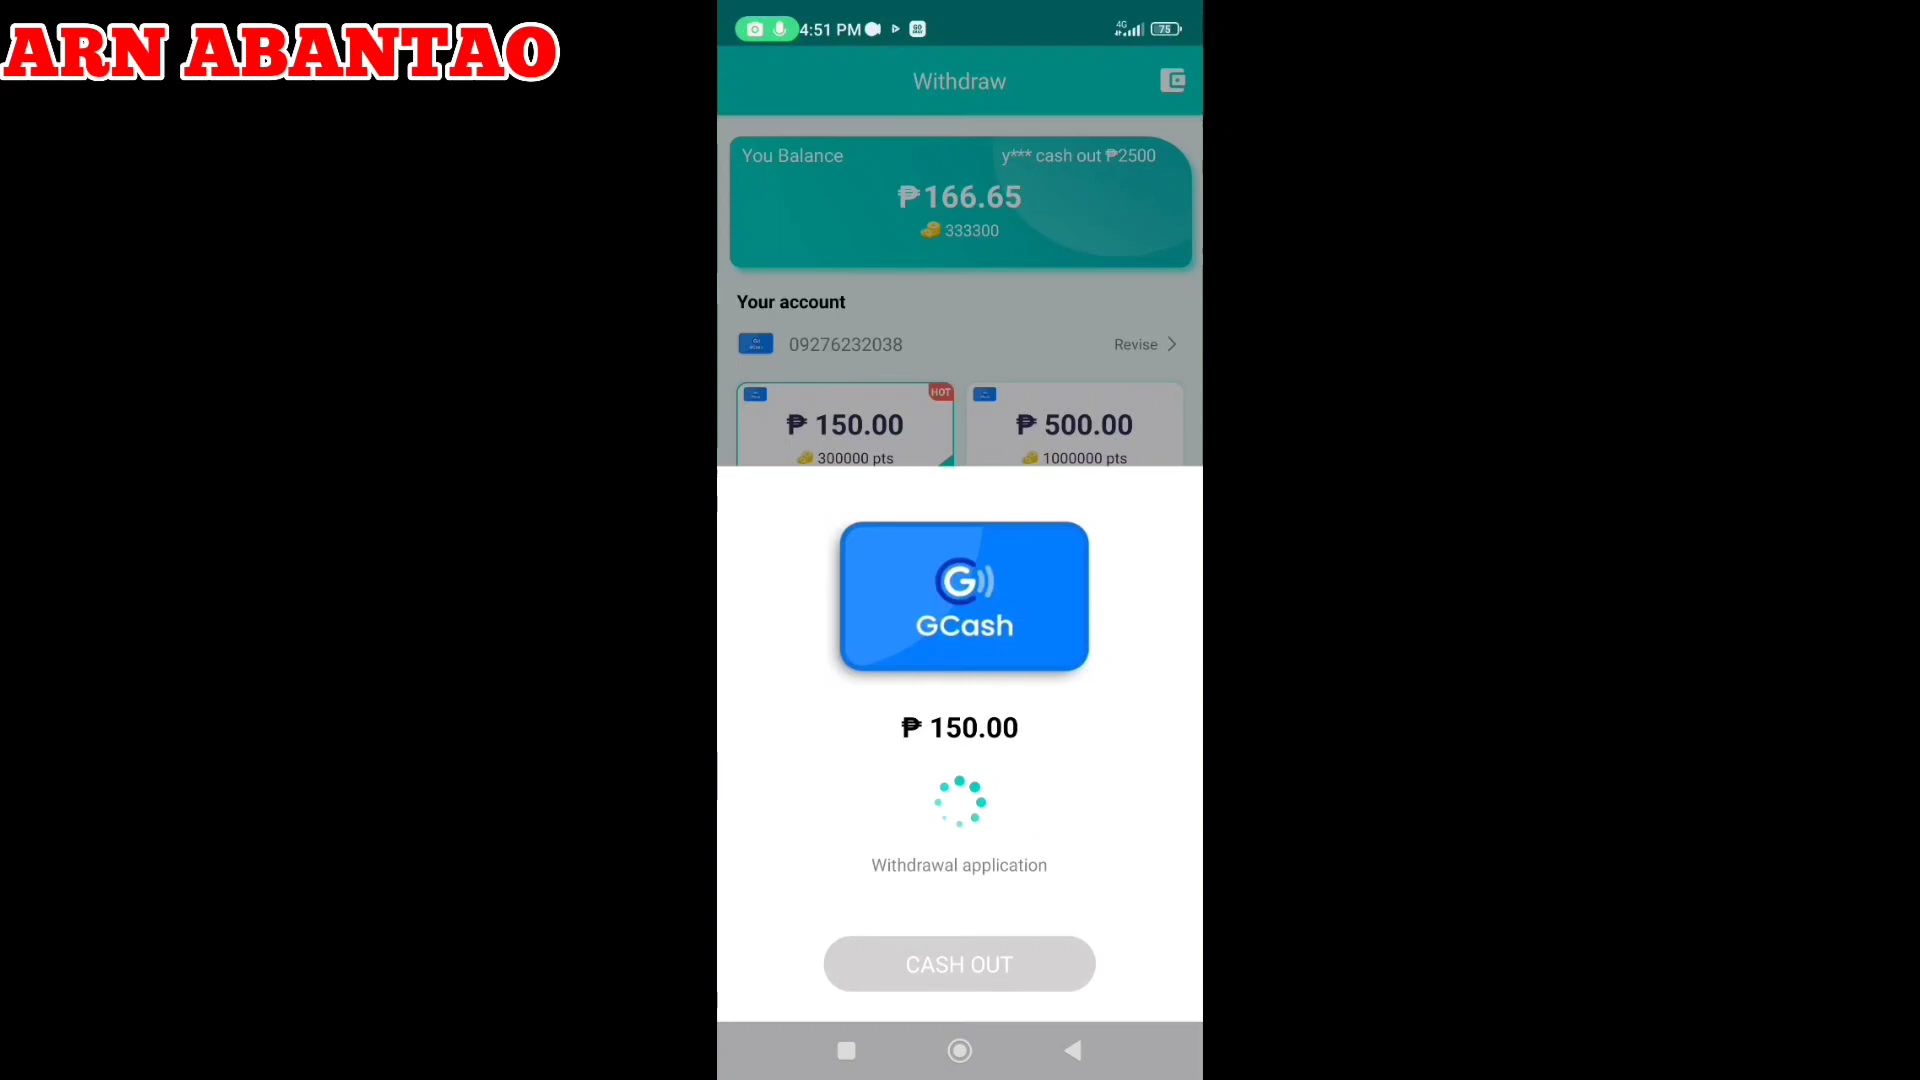 ARN ABANTAO
4:51 PM
4G
75
Withdraw
You Balance
y*** cash out ₱2500
₱166.65
333300
Your account
09276232038
Revise
HOT
₱ 150.00
₱ 500.00
300000 pts
1000000 pts
G
GCash
₱ 150.00
Withdrawal application
CASH OUT